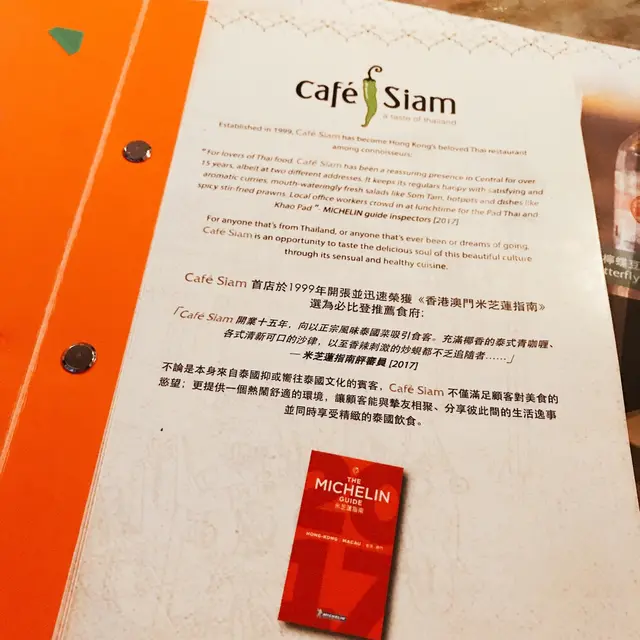 Café Siam
a taste of thailand
Established in 1999, Café Siam has become Hong Kong's beloved Thai restaurant
among connoisseurs:
"For lovers of Thai food, Café Siam has been a reassuring presence in Central for over
15 years, albeit at two different addresses. It keeps its regulars happy with satisfying and
aromatic curries, mouth-wateringly fresh salads like Som Tam, hotpots and dishes like
spicy stir-fried prawns. Local office workers crowd in at lunchtime for the Pad Thai and
Khao Pad". MICHELIN guide inspectors [2017]
For anyone that's from Thailand, or anyone that's ever been or dreams of going,
Café Siam is an opportunity to taste the delicious soul of this beautiful culture
through its sensual and healthy cuisine.
Café Siam 首店於1999年開張並迅速榮獲《香港澳門米芝蓮指南》
選為必比登推薦食府:
「Café Siam 開業十五年，向以正宗風味泰國菜吸引食客。充滿椰香的泰式青咖喱、
各式清新可口的沙律，以至香辣刺激的炒蜆都不乏追隨者……」
— 米芝蓮指南評審員 [2017]
不論是本身來自泰國抑或嚮往泰國文化的賓客，Café Siam 不僅滿足顧客對美食的
慾望；更提供一個熱鬧舒適的環境，讓顧客能與摯友相聚、分享彼此間的生活逸事
並同時享受精緻的泰國飲食。
THE
MICHELIN
GUIDE
米芝蓮指南
HONG-KONG MACAU
MICHELIN